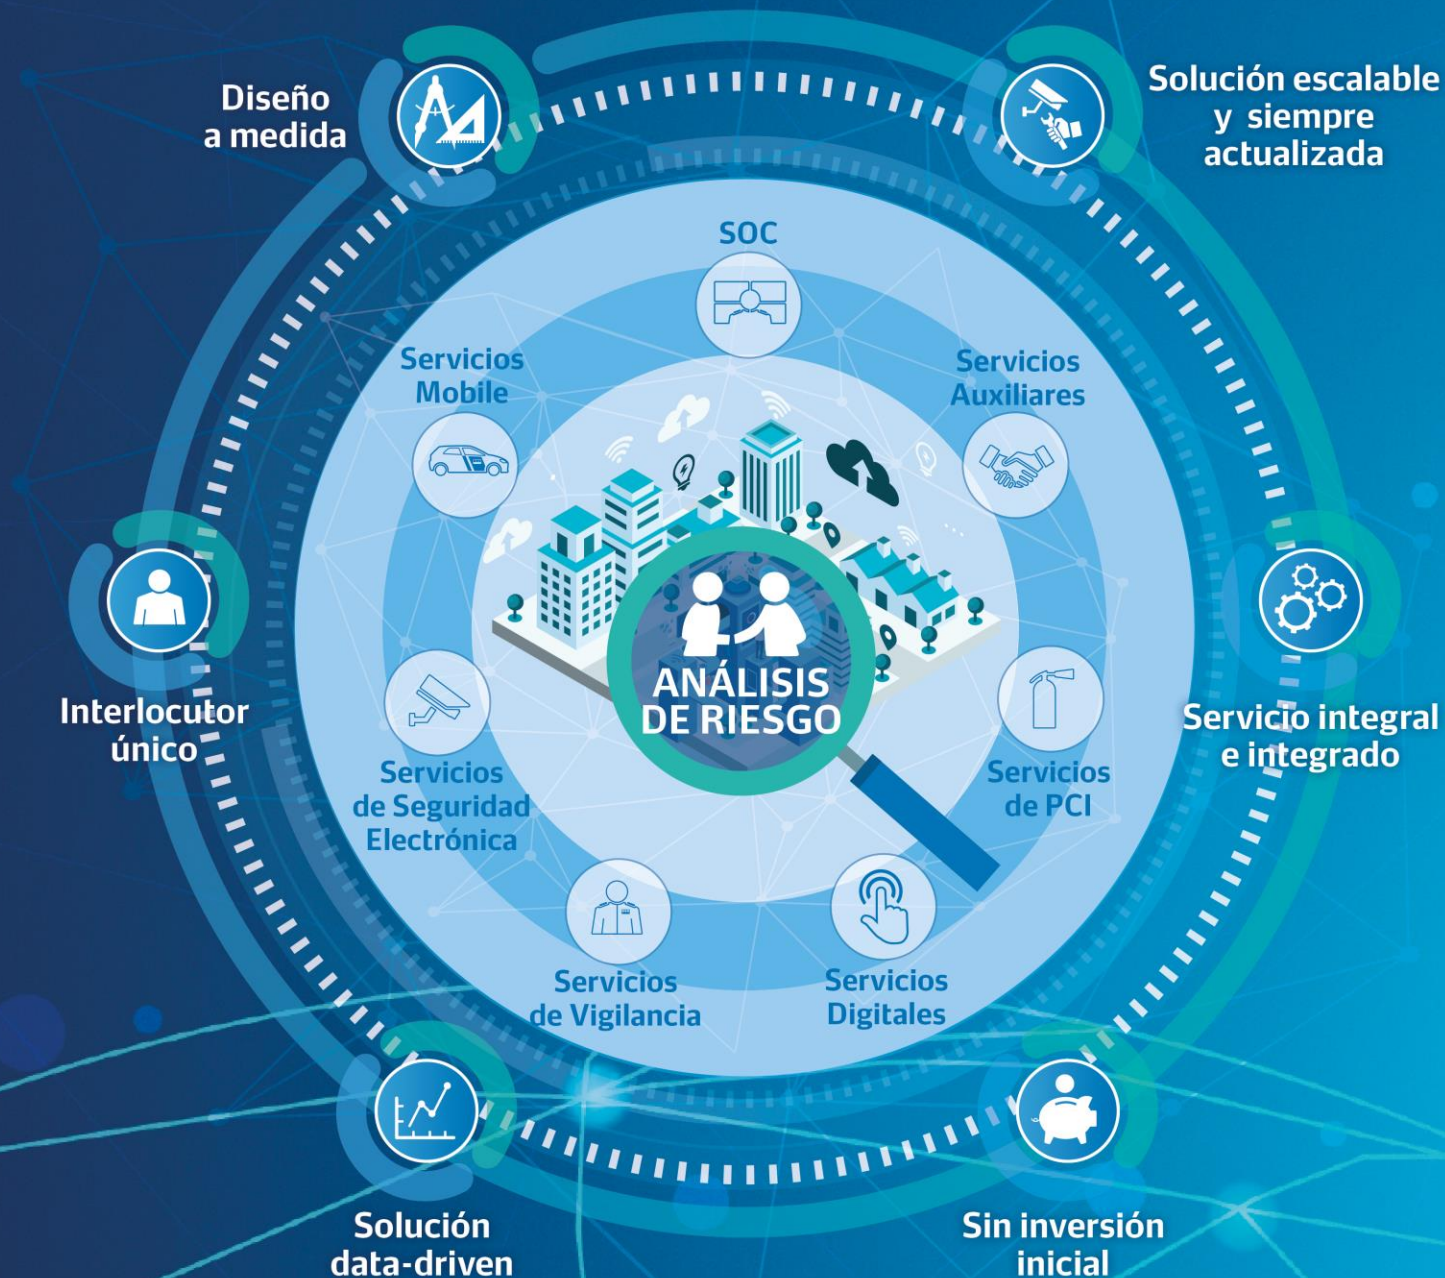 Diseño
a medida
Solución escalable
y siempre
actualizada
SOC
Servicios
Mobile
Servicios
Auxiliares
ANÁLISIS
DE RIESGO
Interlocutor
único
Servicio integral
e integrado
Servicios
de Seguridad
Electrónica
Servicios
de PCI
Servicios
de Vigilancia
Servicios
Digitales
Solución
data-driven
Sin inversión
inicial